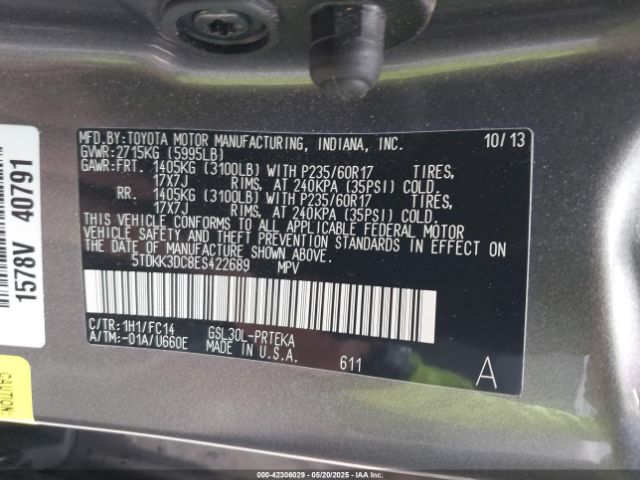 MFD.BY:TOYOTA MOTOR MANUFACTURING, INDIANA, INC. 10/13
GVWR:2715KG (5995LB)
GAWR:FRT. 1405KG (3100LB) WITH P235/60R17 TIRES,
17X7J RIMS, AT 240KPA (35PSI) COLD.
RR. 1405KG (3100LB) WITH P235/60R17 TIRES,
17X7J RIMS, AT 240KPA (35PSI) COLD.
THIS VEHICLE CONFORMS TO ALL APPLICABLE FEDERAL MOTOR
VEHICLE SAFETY AND THEFT PREVENTION STANDARDS IN EFFECT ON
THE DATE OF MANUFACTURE SHOWN ABOVE.
5TDKK3DC8ES422689 MPV
C/TR:1H1/FC14 GSL30L-PRTEKA
A/TM:-01A/U660E MADE IN U.S.A. 611
A
1578V 40791
CAUTION:
000-42306029 - 05/20/2025 - IAAI.COM